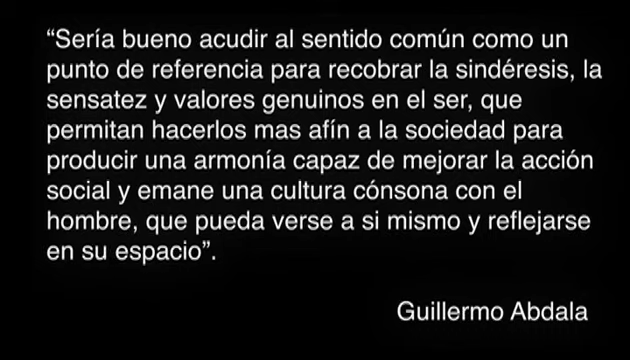 “Sería bueno acudir al sentido común como un
punto de referencia para recobrar la sindéresis, la
sensatez y valores genuinos en el ser, que
permitan hacerlos mas afín a la sociedad para
producir una armonía capaz de mejorar la acción
social y emane una cultura cónsona con el
hombre, que pueda verse a si mismo y reflejarse
en su espacio”.
Guillermo Abdala